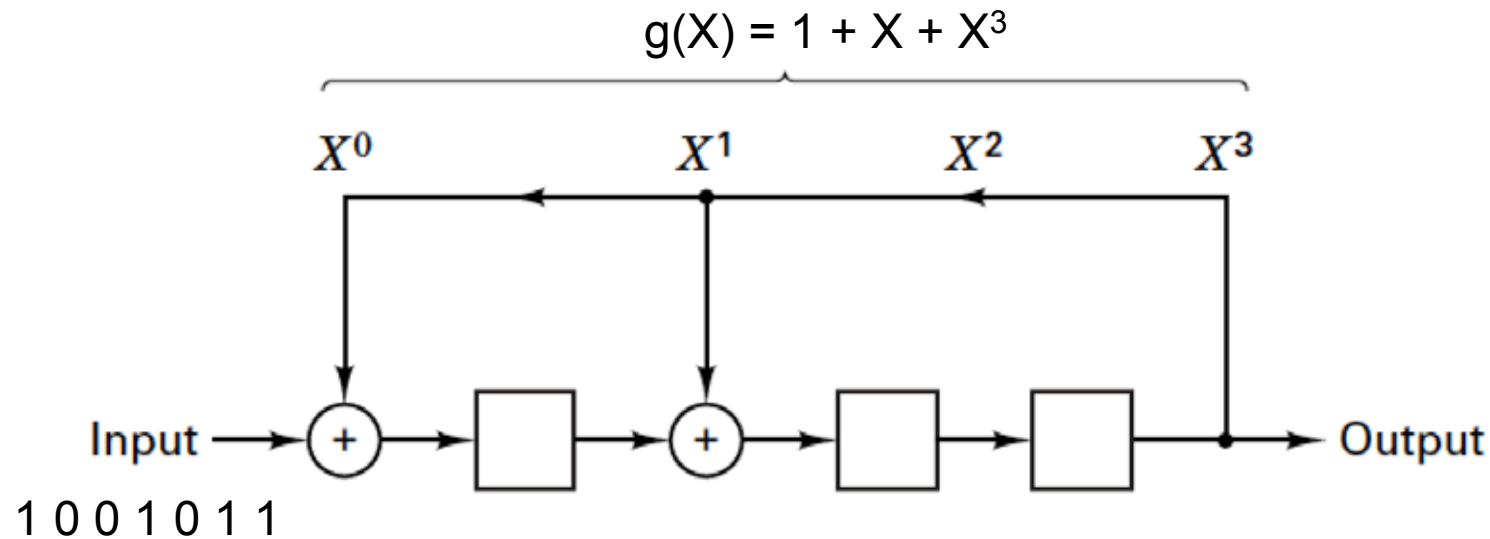 g(X) = 1 + X + X³
X⁰ X¹ X² X³
Input + + Output
1 0 0 1 0 1 1